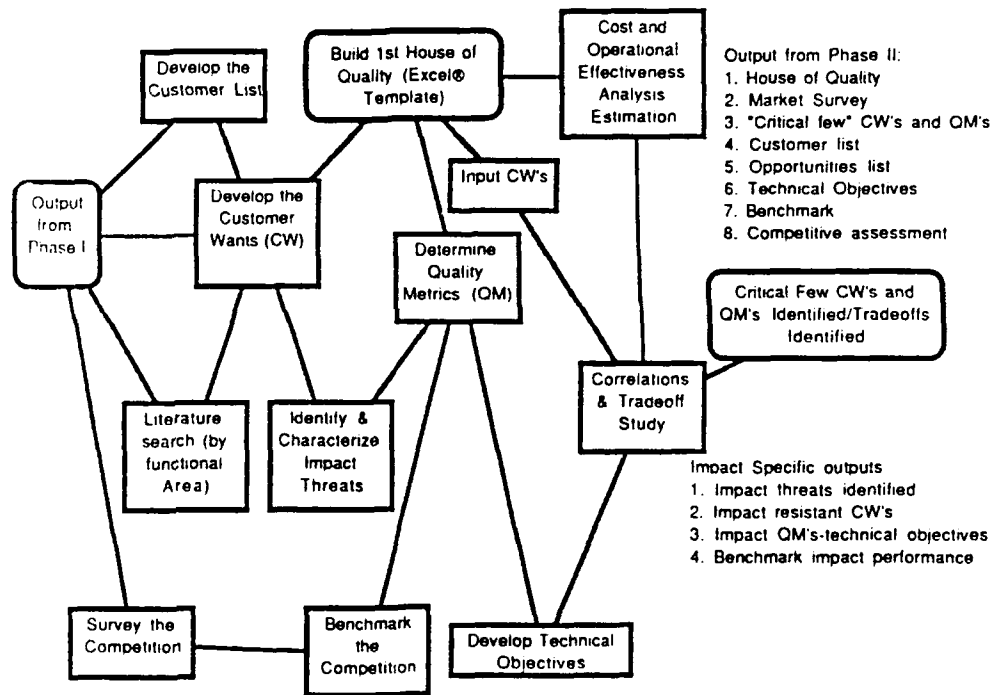 Develop the
Customer List
Build 1st House of
Quality (Excel®
Template)
Cost and
Operational
Effectiveness
Analysis
Estimation
Output from Phase II:
1. House of Quality
2. Market Survey
3. "Critical few" CW's and QM's
4. Customer list
5. Opportunities list
6. Technical Objectives
7. Benchmark
8. Competitive assessment
Output
from
Phase I
Develop the
Customer
Wants (CW)
Input CW's
Determine
Quality
Metrics (QM)
Critical Few CW's and
QM's Identified/Tradeoffs
Identified
Literature
search (by
functional
Area)
Identify &
Characterize
Impact
Threats
Correlations
& Tradeoff
Study
Impact Specific outputs
1. Impact threats identified
2. Impact resistant CW's
3. Impact QM's-technical objectives
4. Benchmark impact performance
Survey the
Competition
Benchmark
the
Competition
Develop Technical
Objectives